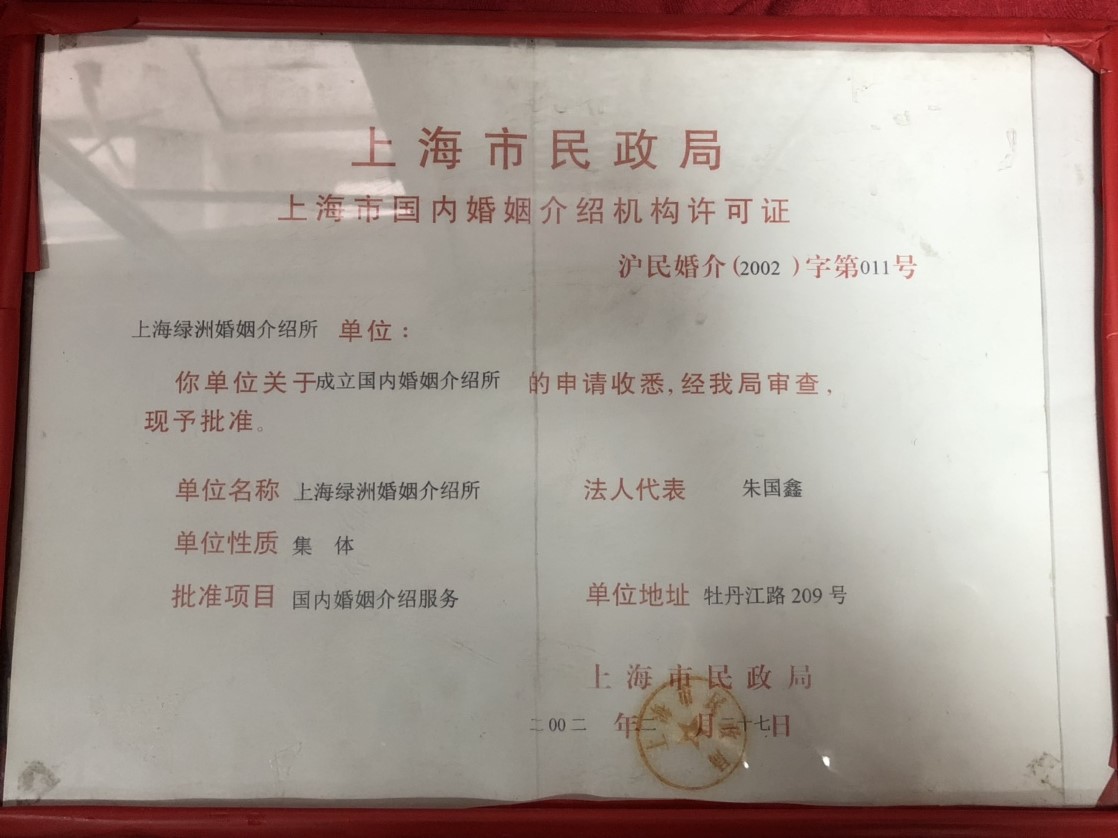 上海市民政局
上海市国内婚姻介绍机构许可证
沪民婚介(2002 )字第011号
上海绿洲婚姻介绍所 单位：
你单位关于成立国内婚姻介绍所 的申请收悉,经我局审查,
现予批准。
单位名称 上海绿洲婚姻介绍所 法人代表 朱国鑫
单位性质 集 体
批准项目 国内婚姻介绍服务 单位地址 牡丹江路 209 号
上海市民政局
二00二 年二 月二十七日